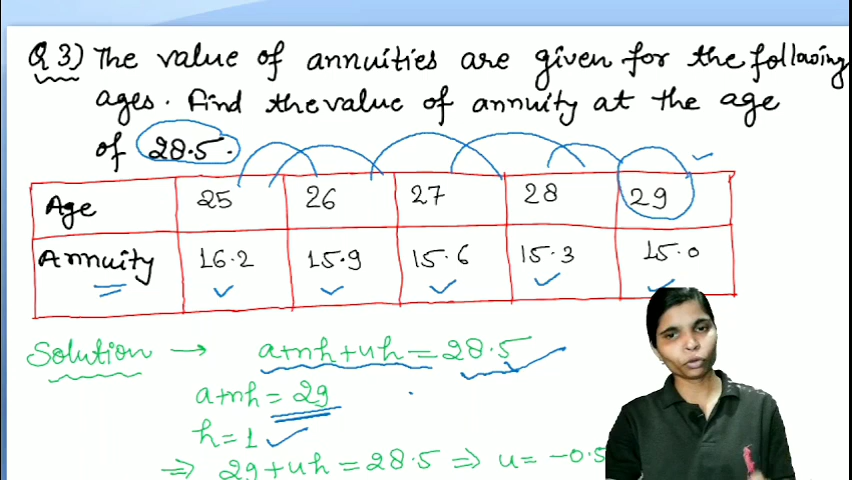 Q 3) The value of annuities are given for the following
ages. Find the value of annuity at the age
of 28.5.
Age 25 26 27 28 29
Annuity 16.2 15.9 15.6 15.3 15.0
Solution → a+nh+uh = 28.5
a+nh = 29
h = 1
⇒ 29+uh = 28.5 ⇒ u = -0.5